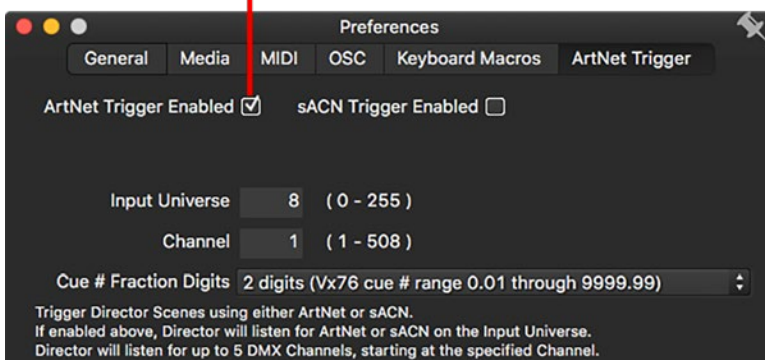 Preferences
General Media MIDI OSC Keyboard Macros ArtNet Trigger
ArtNet Trigger Enabled sACN Trigger Enabled
Input Universe 8 ( 0 - 255 )
Channel 1 ( 1 - 508 )
Cue # Fraction Digits 2 digits (Vx76 cue # range 0.01 through 9999.99)
Trigger Director Scenes using either ArtNet or sACN.
If enabled above, Director will listen for ArtNet or sACN on the Input Universe.
Director will listen for up to 5 DMX Channels, starting at the specified Channel.